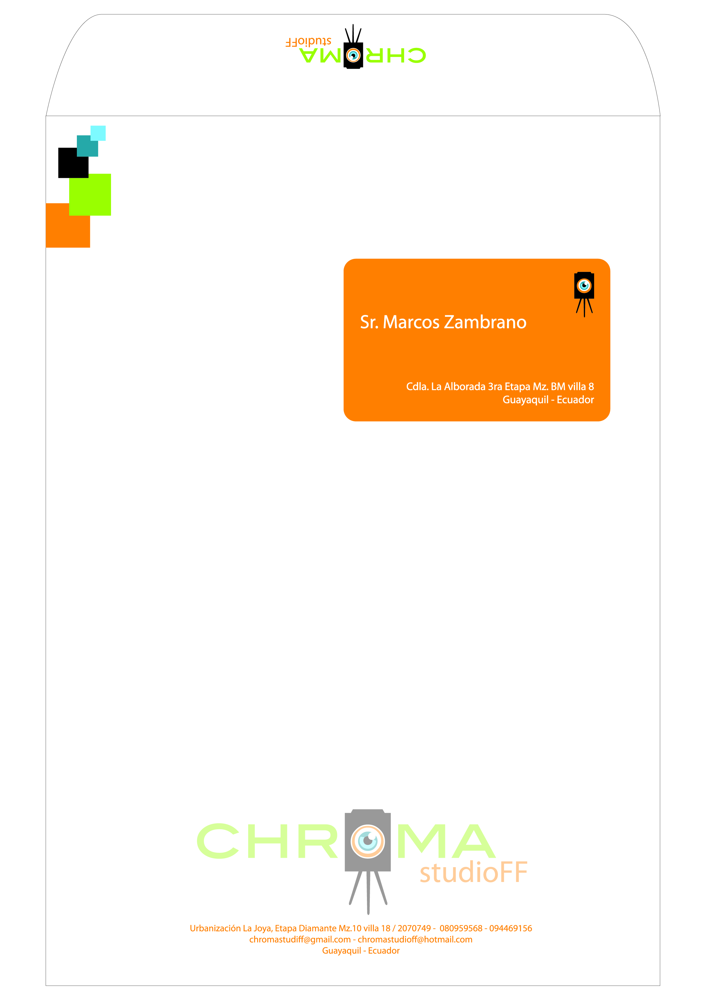 CHROMA
studioFF
Sr. Marcos Zambrano
Cdla. La Alborada 3ra Etapa Mz. BM villa 8
Guayaquil - Ecuador
CHROMA
studioFF
Urbanización La Joya, Etapa Diamante Mz.10 villa 18 / 2070749 - 080959568 - 094469156
chromastudiff@gmail.com - chromastudioff@hotmail.com
Guayaquil - Ecuador